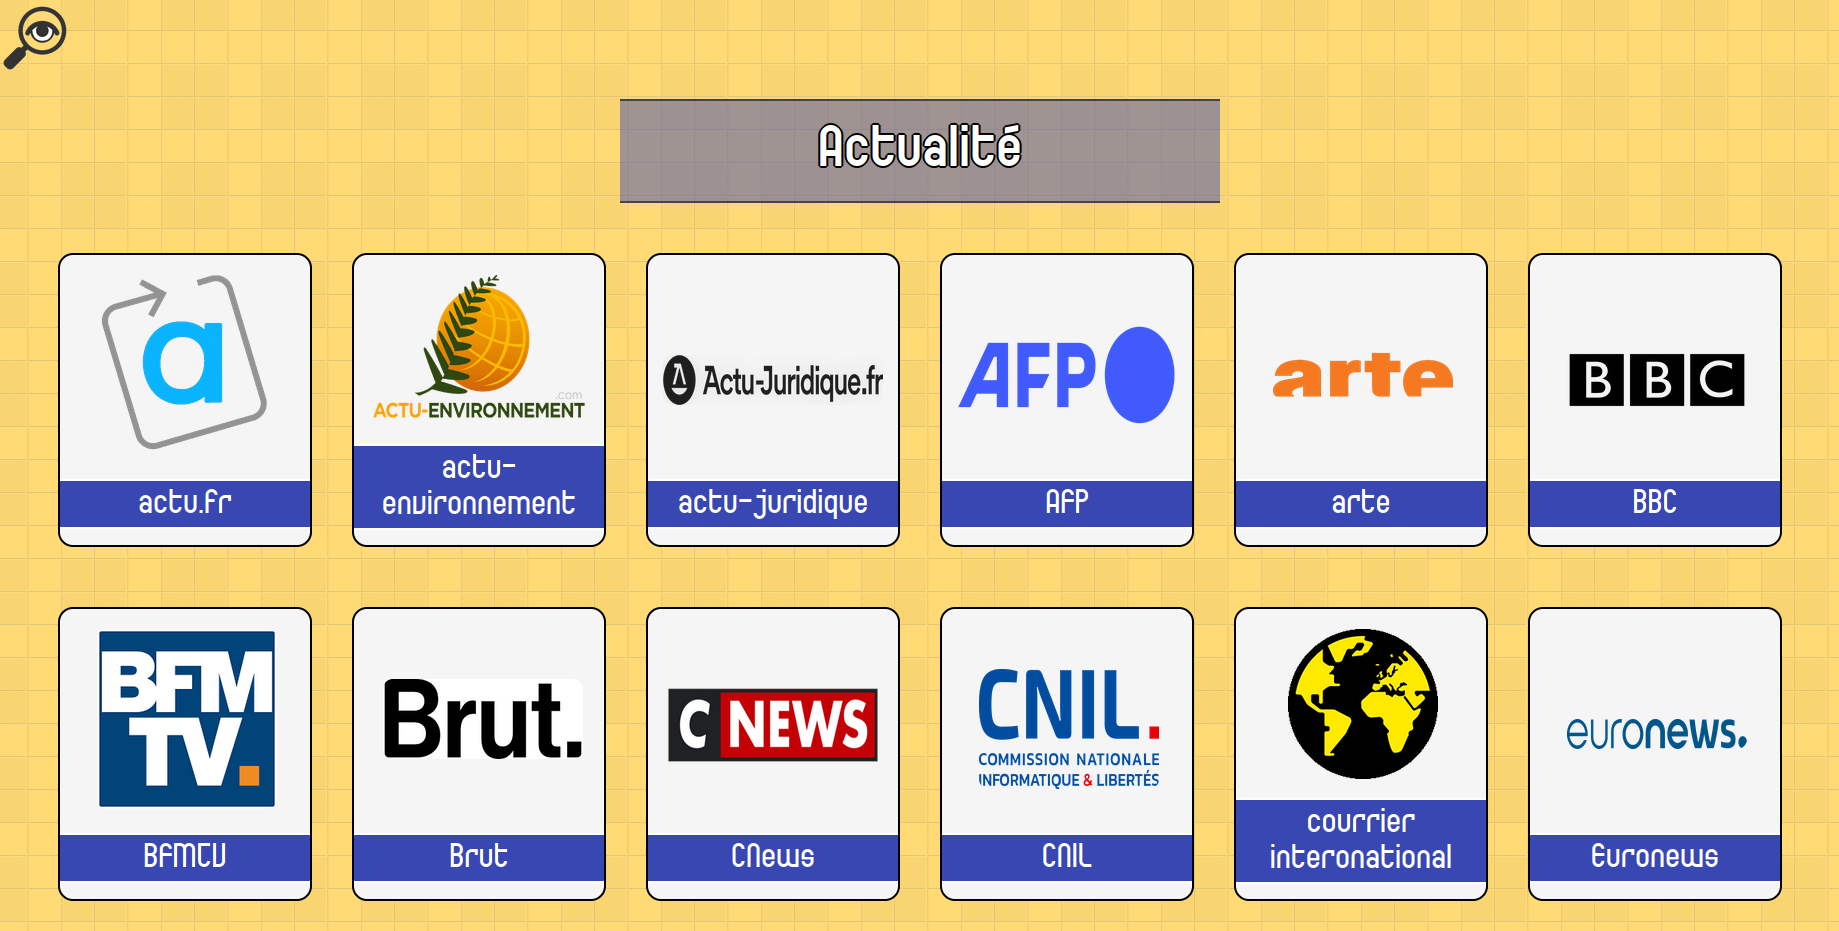 Actualité
a
.com
ACTU-ENVIRONNEMENT
Actu-Juridique.fr
AFP
arte
BBC
actu.fr
actu-
environnement
actu-juridique
AFP
arte
BBC
BFM
TV.
Brut.
CNEWS
CNIL.
COMMISSION NATIONALE
INFORMATIQUE & LIBERTÉS
euronews.
BFMTV
Brut
CNews
CNIL
courrier
interonational
Euronews